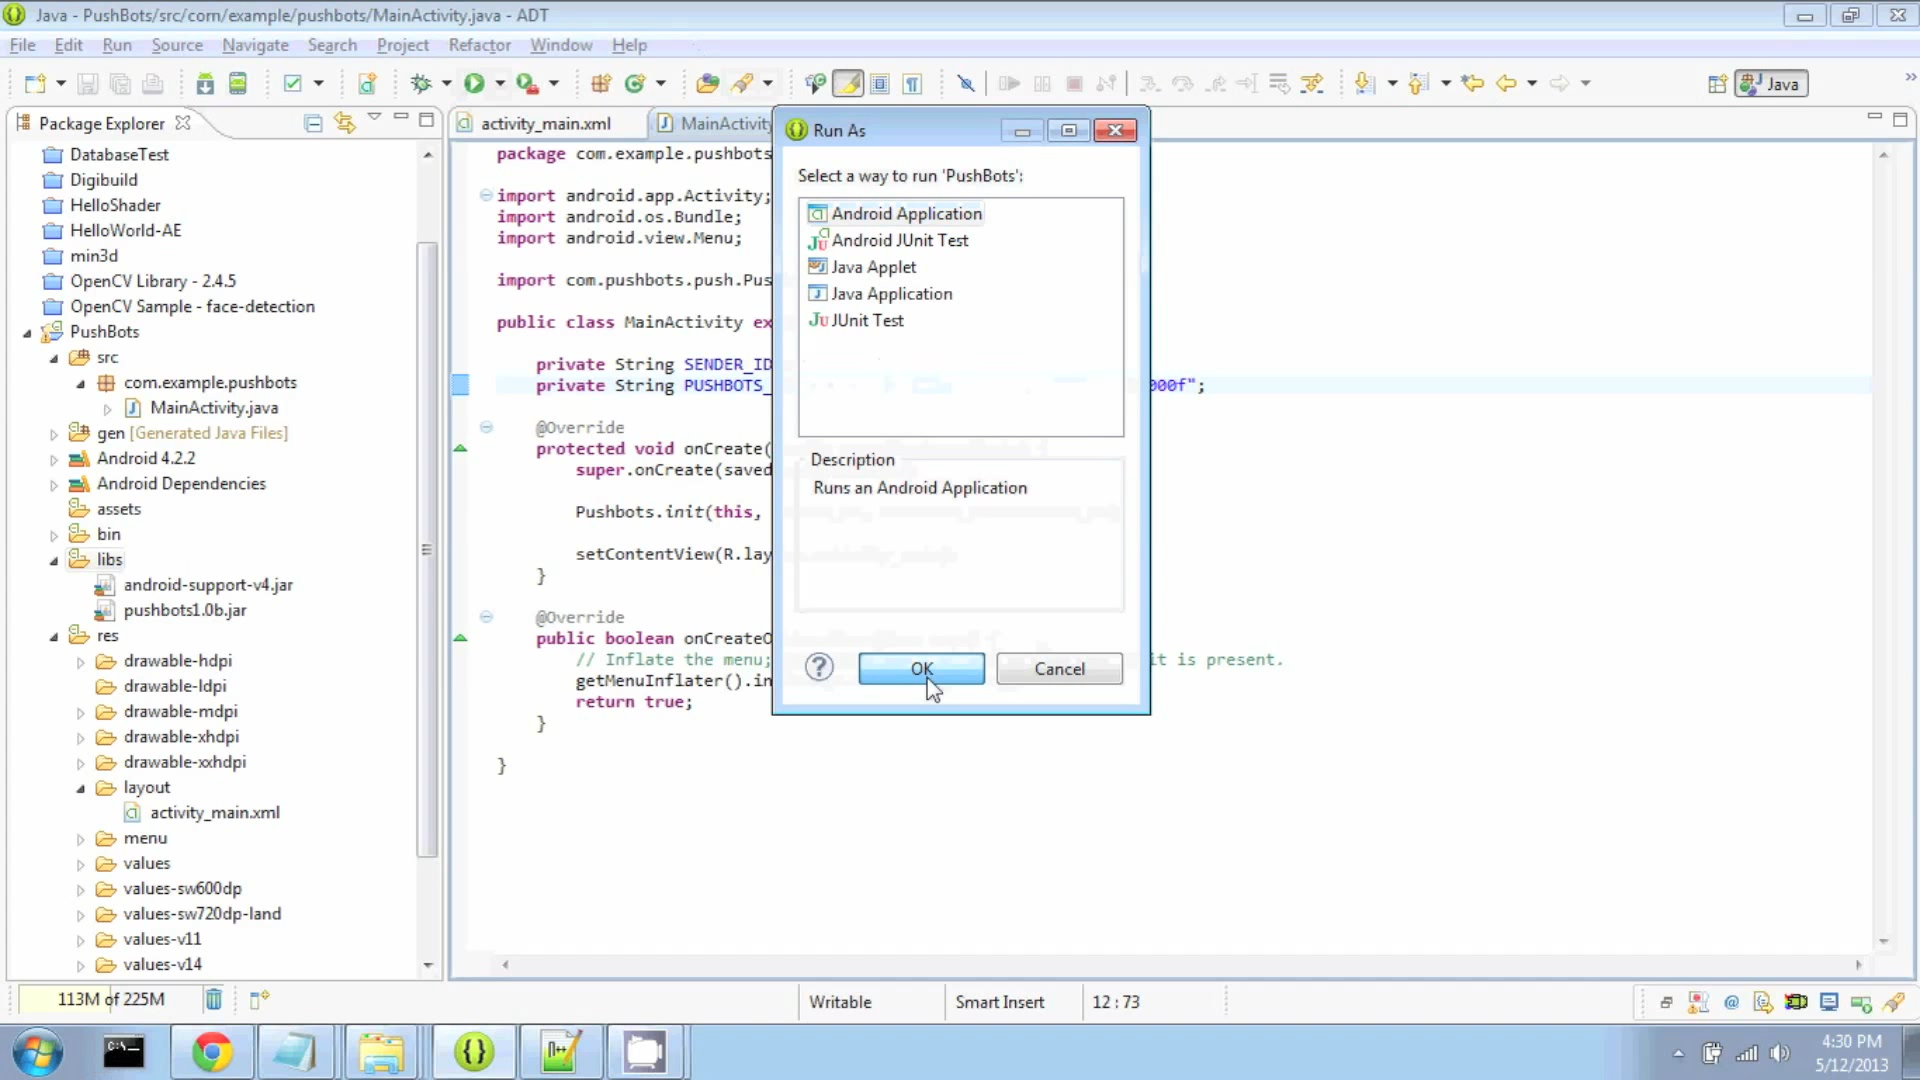 Java - PushBots/src/com/example/pushbots/MainActivity.java - ADT
File Edit Run Source Navigate Search Project Refactor Window Help
Java
Package Explorer
DatabaseTest
Digibuild
HelloShader
HelloWorld-AE
min3d
OpenCV Library - 2.4.5
OpenCV Sample - face-detection
PushBots
src
com.example.pushbots
MainActivity.java
gen [Generated Java Files]
Android 4.2.2
Android Dependencies
assets
bin
libs
android-support-v4.jar
pushbots1.0b.jar
res
drawable-hdpi
drawable-ldpi
drawable-mdpi
drawable-xhdpi
drawable-xxhdpi
layout
activity_main.xml
menu
values
values-sw600dp
values-sw720dp-land
values-v11
values-v14
activity_main.xml MainActivity
package com.example.pushbots
import android.app.Activity;
import android.os.Bundle;
import android.view.Menu;
import com.pushbots.push.Pus
public class MainActivity ex
private String SENDER_ID
private String PUSHBOTS_ 000f";
@Override
protected void onCreate(
super.onCreate(saved
Pushbots.init(this,
setContentView(R.lay
}
@Override
public boolean onCreateO
// Inflate the menu; it is present.
getMenuInflater().in
return true;
}
}
Run As
Select a way to run 'PushBots':
Android Application
Android JUnit Test
Java Applet
Java Application
JUnit Test
Description
Runs an Android Application
OK Cancel
113M of 225M
Writable Smart Insert 12 : 73
4:30 PM
5/12/2013